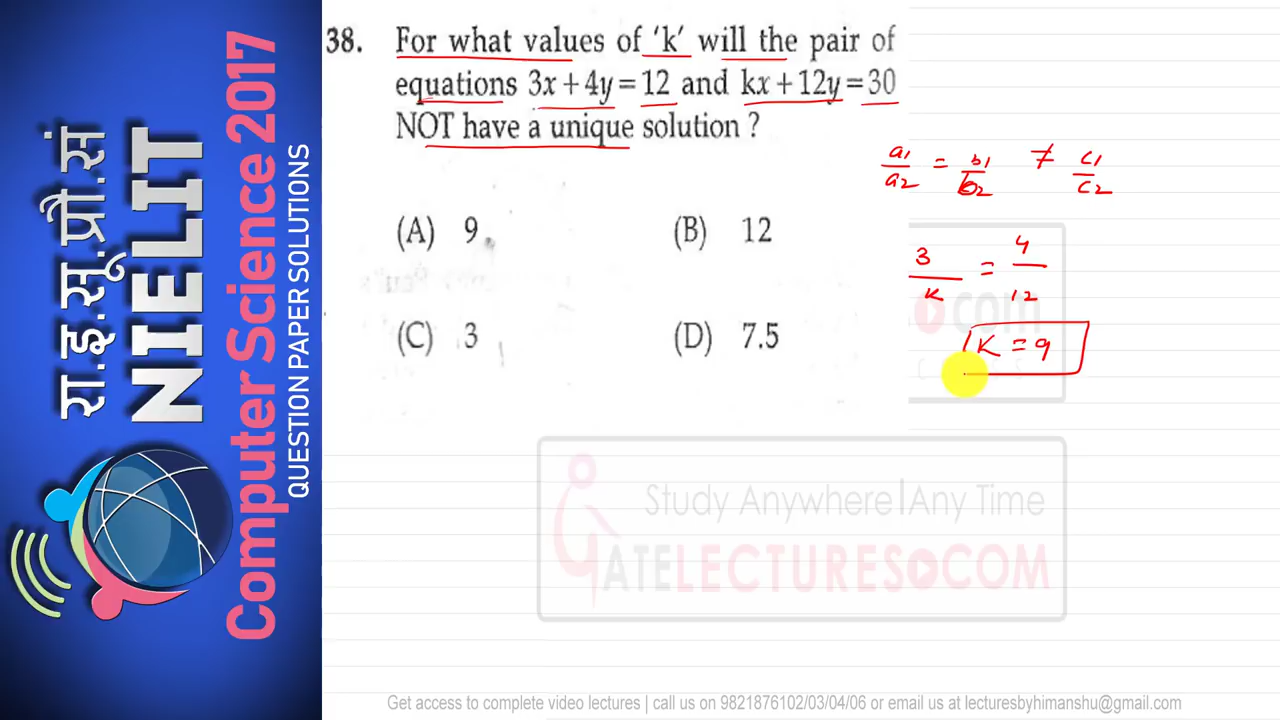 रा.इ.सू.प्रौ.सं
NIELIT
Computer Science 2017
QUESTION PAPER SOLUTIONS
38. For what values of 'k' will the pair of
equations 3x + 4y = 12 and kx + 12y = 30
NOT have a unique solution ?
(A) 9 (B) 12
(C) 3 (D) 7.5
a1/a2 = b1/b2 ≠ c1/c2
3/K = 4/12
K = 9
com
Study Anywhere|Any Time
GATELECTURES.COM
Get access to complete video lectures | call us on 9821876102/03/04/06 or email us at lecturesbyhimanshu@gmail.com